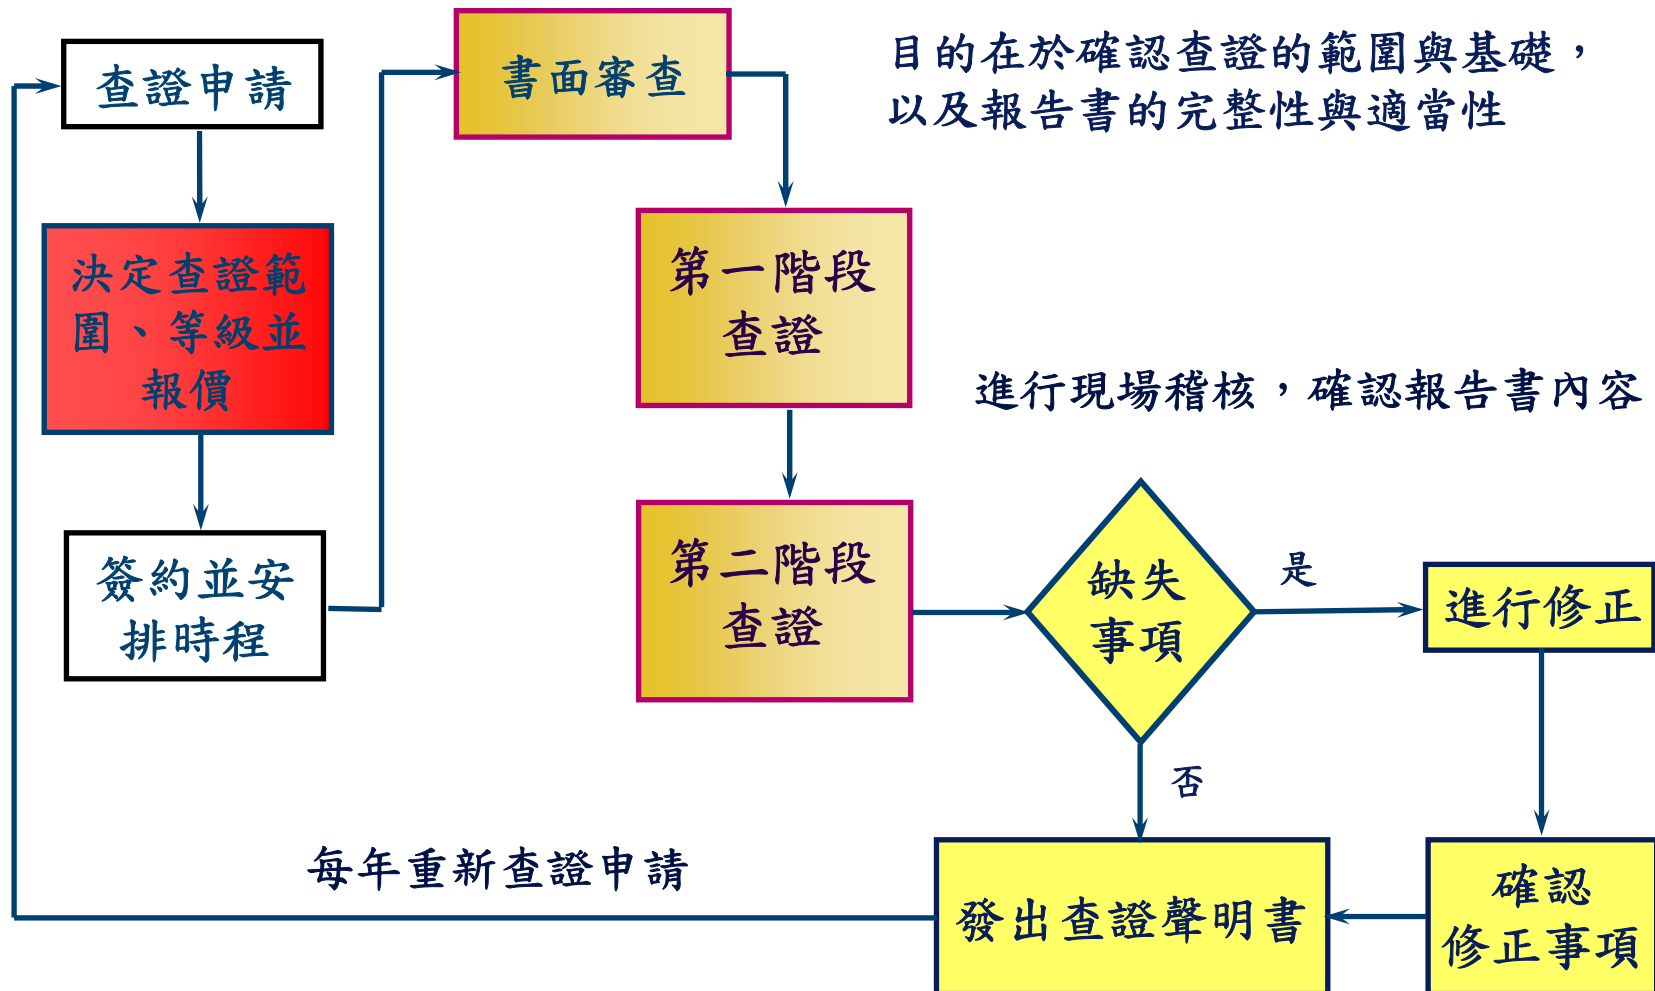 查證申請
決定查證範
圍、等級並
報價
簽約並安
排時程
書面審查
目的在於確認查證的範圍與基礎，
以及報告書的完整性與適當性
第一階段
查證
進行現場稽核，確認報告書內容
第二階段
查證
缺失
事項
是
進行修正
否
確認
修正事項
發出查證聲明書
每年重新查證申請